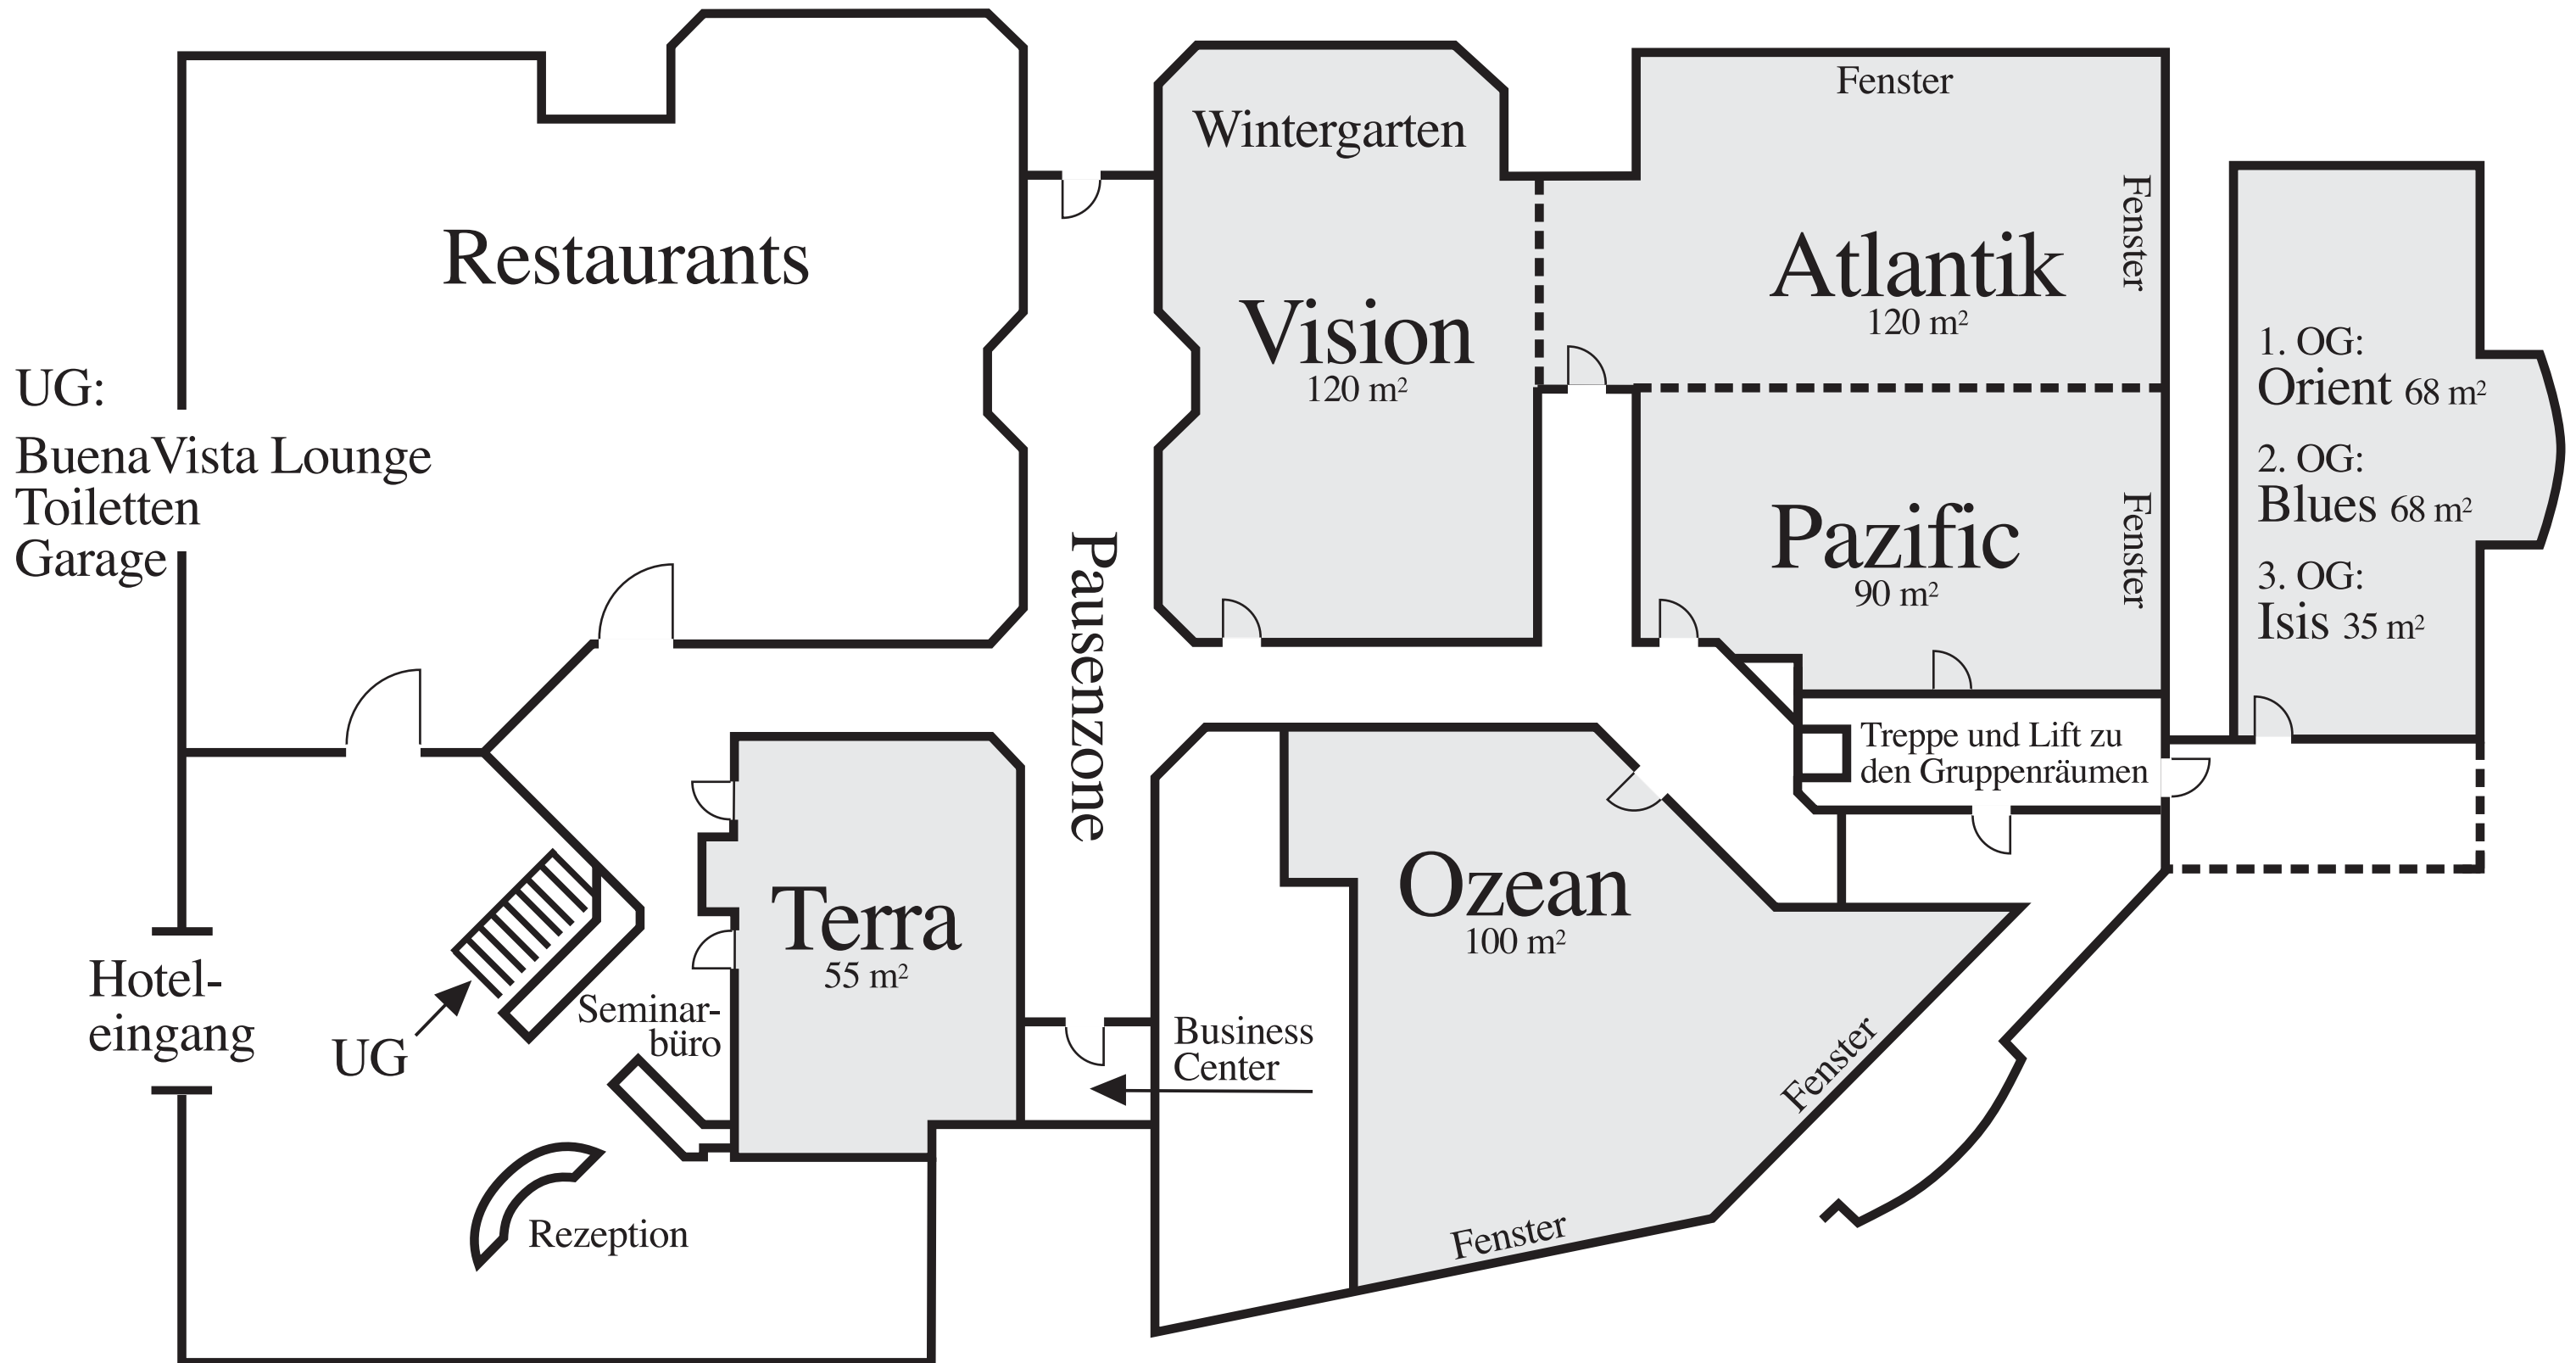 Restaurants
Wintergarten
Vision
120 m²
Fenster
Atlantik
120 m²
Fenster
Pazific
90 m²
Fenster
1. OG:
Orient 68 m²
2. OG:
Blues 68 m²
3. OG:
Isis 35 m²
UG:
BuenaVista Lounge
Toiletten
Garage
Pausenzone
Treppe und Lift zu
den Gruppenräumen
Terra
55 m²
Ozean
100 m²
Fenster
Fenster
Business
Center
Seminar-
büro
Hotel-
eingang
UG
Rezeption